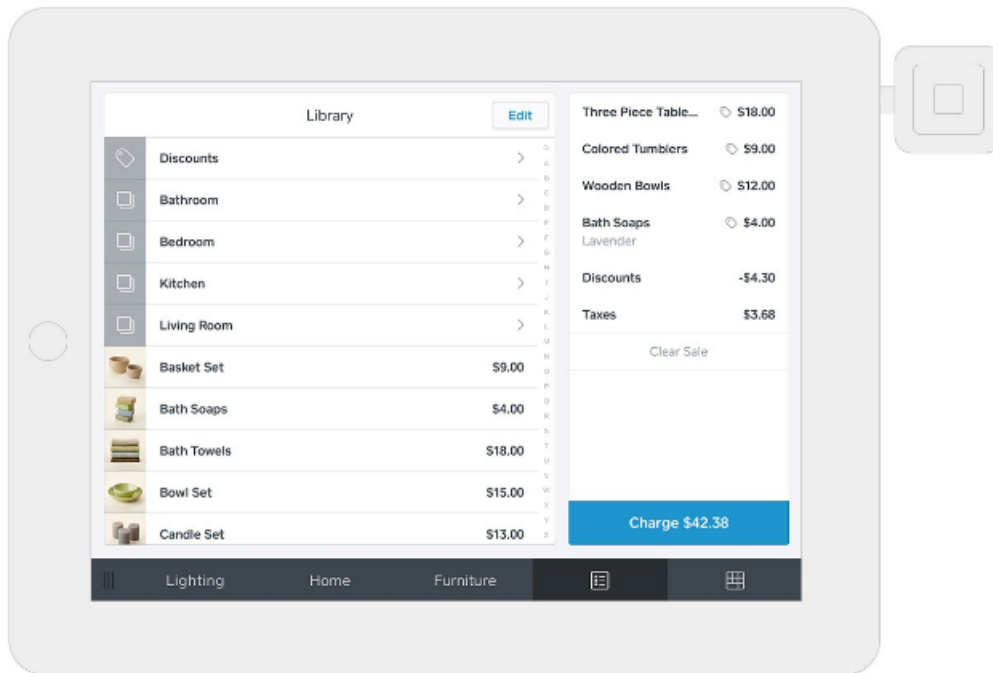 Library
Edit
Discounts
Bathroom
Bedroom
Kitchen
Living Room
Basket Set $9.00
Bath Soaps $4.00
Bath Towels $18.00
Bowl Set $15.00
Candle Set $13.00
Three Piece Table... $18.00
Colored Tumblers $9.00
Wooden Bowls $12.00
Bath Soaps $4.00
Lavender
Discounts -$4.30
Taxes $3.68
Clear Sale
Charge $42.38
Lighting Home Furniture